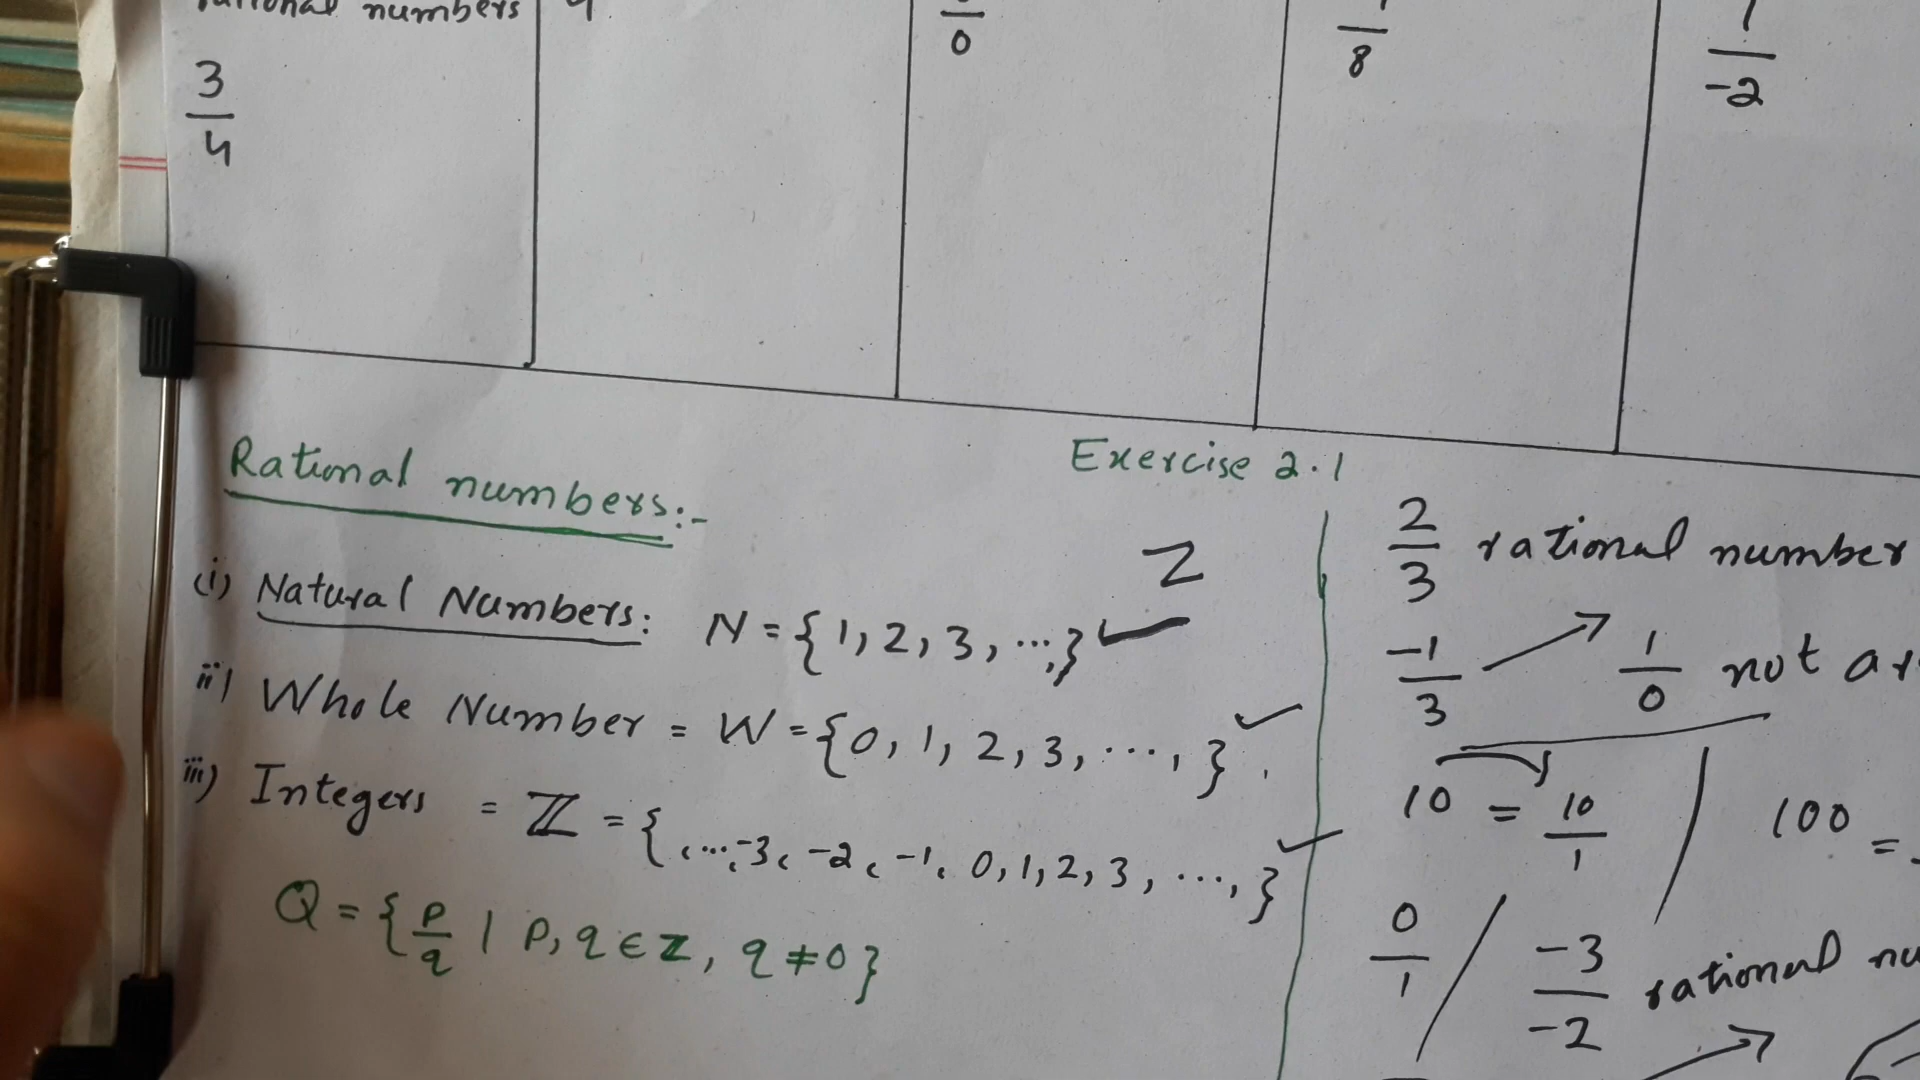 rational numbers
3/4
0
8
-2
Rational numbers:-
Exercise 2.1
Z
(i) Natural Numbers: N = {1, 2, 3, ...,}
ii) Whole Number = W = {0, 1, 2, 3, ..., }.
iii) Integers = ℤ = {, ..., -3, -2, -1, 0, 1, 2, 3, ..., }
Q = {p/q | p, q ∈ Z, q ≠ 0}
2/3 rational number
-1/3 1/0 not a
10 = 10/1 / 100 =
0/1 / -3/-2 rational nu